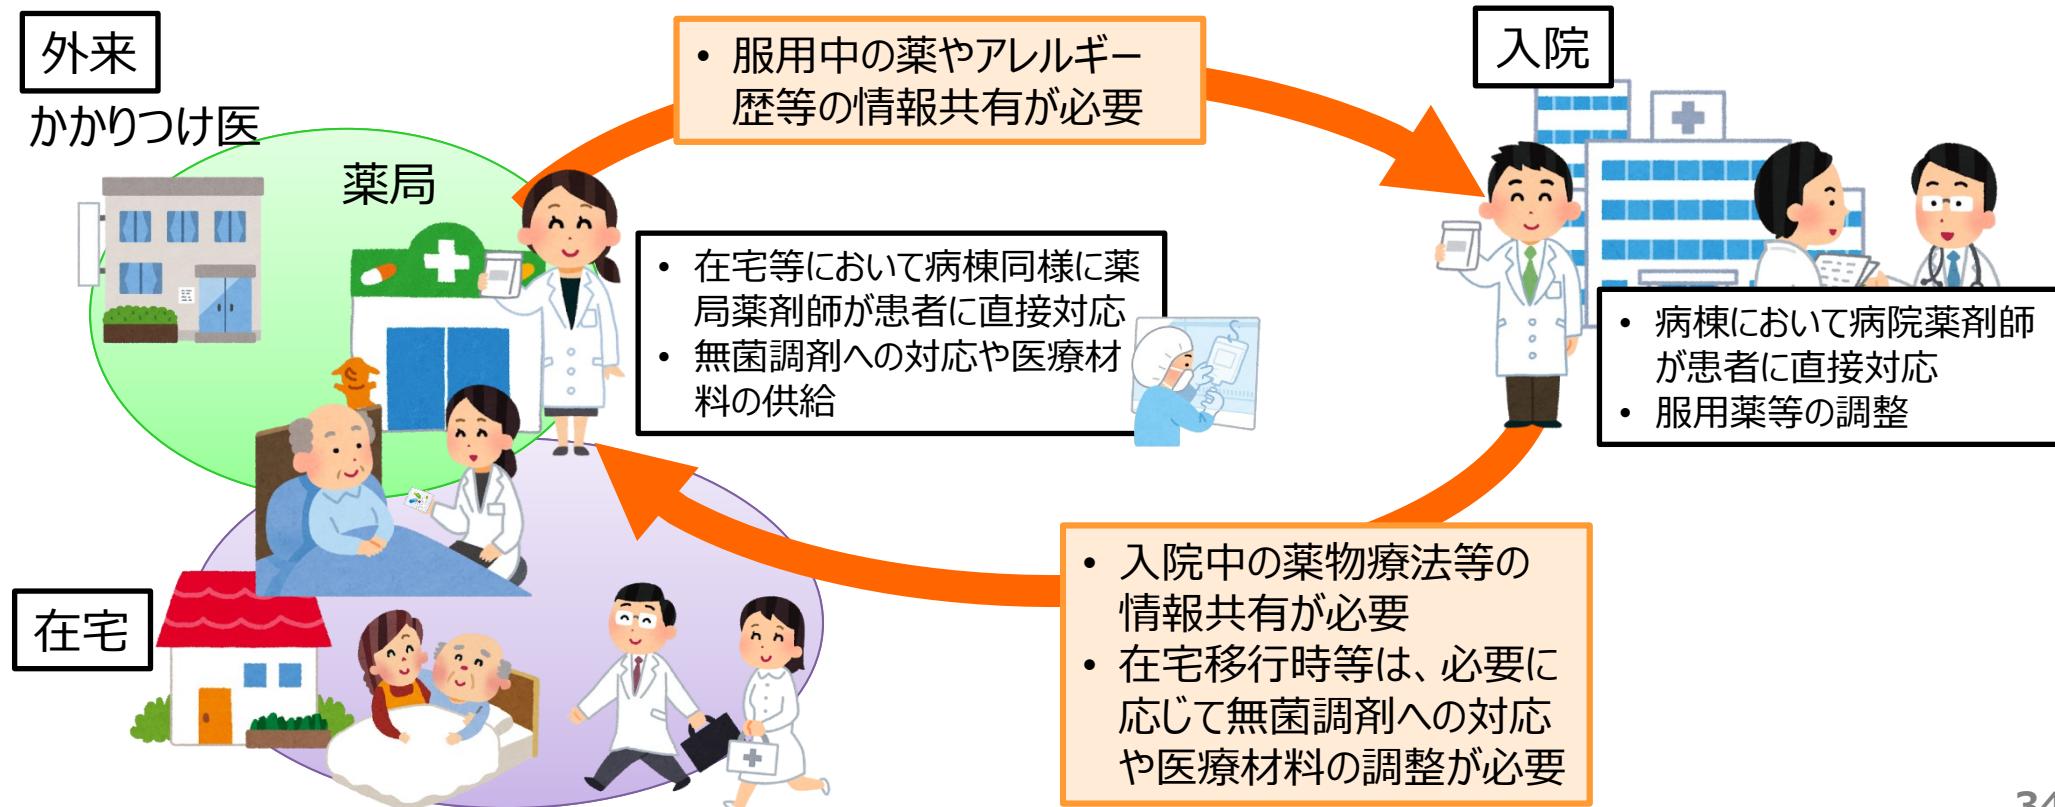 外来
かかりつけ医
薬局
• 服用中の薬やアレルギー
歴等の情報共有が必要
入院
• 在宅等において病棟同様に薬
局薬剤師が患者に直接対応
• 無菌調剤への対応や医療材
料の供給
• 病棟において病院薬剤師
が患者に直接対応
• 服用薬等の調整
在宅
• 入院中の薬物療法等の
情報共有が必要
• 在宅移行時等は、必要に
応じて無菌調剤への対応
や医療材料の調整が必要
34